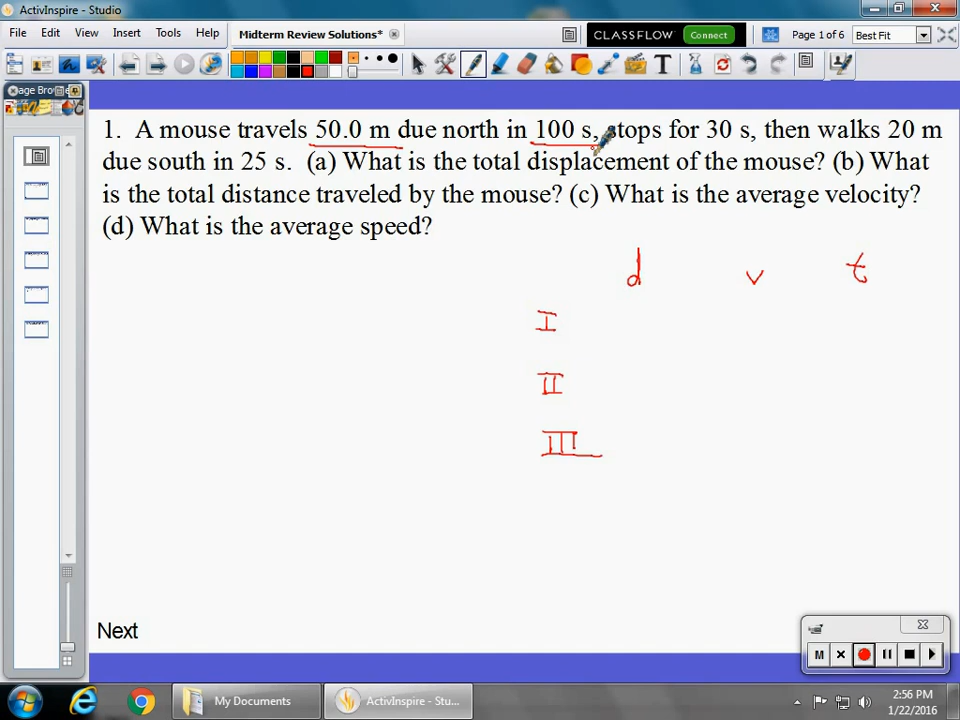 ActivInspire - Studio
File Edit View Insert Tools Help
Midterm Review Solutions*
CLASSFLOW Connect
Page 1 of 6
Best Fit
age Brow
1. A mouse travels 50.0 m due north in 100 s, stops for 30 s, then walks 20 m
due south in 25 s. (a) What is the total displacement of the mouse? (b) What
is the total distance traveled by the mouse? (c) What is the average velocity?
(d) What is the average speed?
d v t
I
II
III
Next
M
My Documents
ActivInspire - Stu...
2:56 PM
1/22/2016